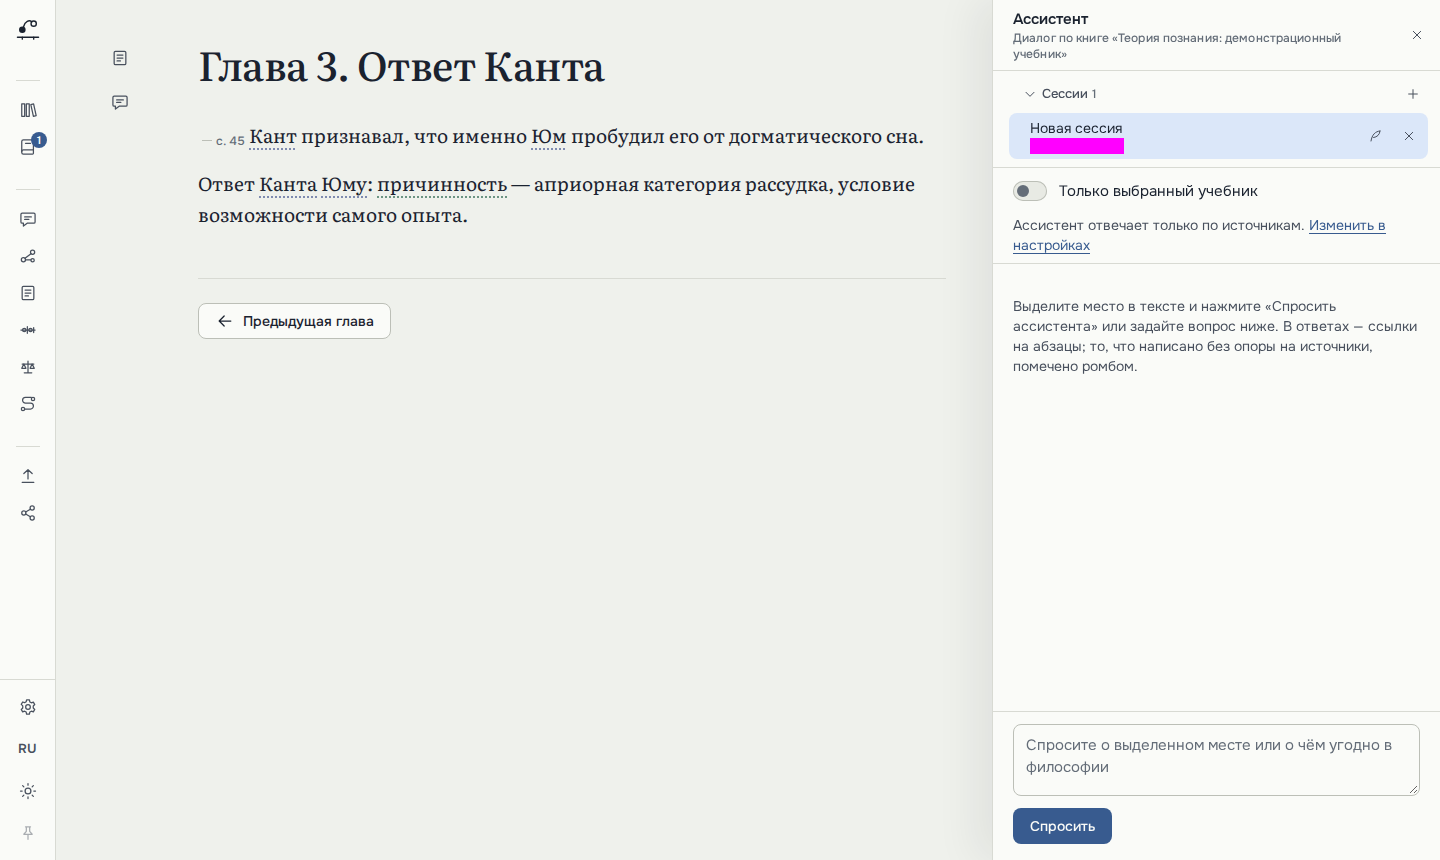 Глава 3. Ответ Канта
— с. 45 Кант признавал, что именно Юм пробудил его от догматического сна.
Ответ Канта Юму: причинность — априорная категория рассудка, условие
возможности самого опыта.
Предыдущая глава
1
RU
Ассистент
Диалог по книге «Теория познания: демонстрационный
учебник»
Сессии 1
Новая сессия
Только выбранный учебник
Ассистент отвечает только по источникам. Изменить в
настройках
Выделите место в тексте и нажмите «Спросить
ассистента» или задайте вопрос ниже. В ответах — ссылки
на абзацы; то, что написано без опоры на источники,
помечено ромбом.
Спросите о выделенном месте или о чём угодно в
философии
Спросить